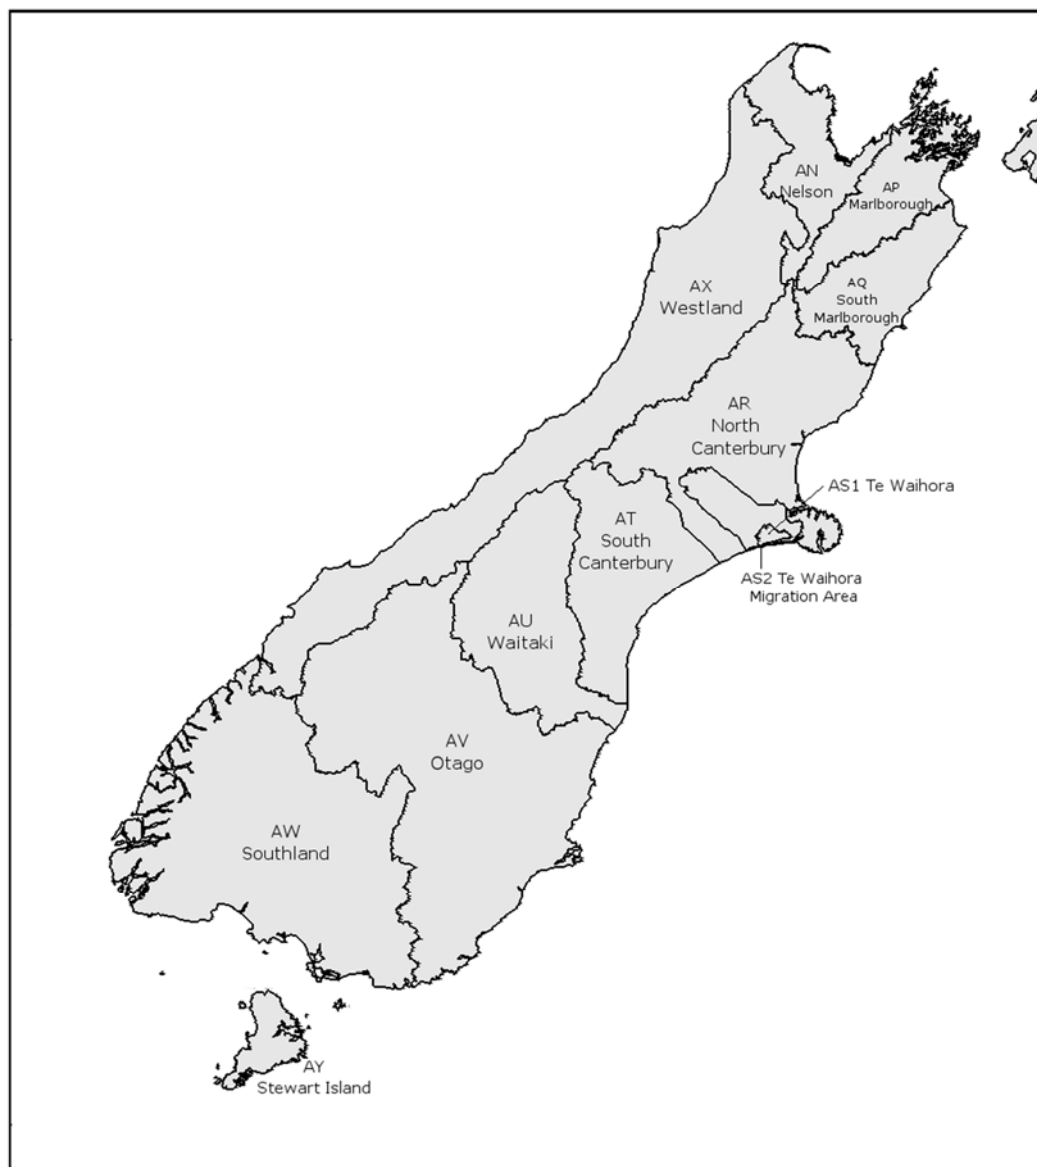 AN
Nelson
AP
Marlborough
AX
Westland
AQ
South
Marlborough
AR
North
Canterbury
AS1 Te Waihora
AT
South
Canterbury
AS2 Te Waihora
Migration Area
AU
Waitaki
AV
Otago
AW
Southland
AY
Stewart Island